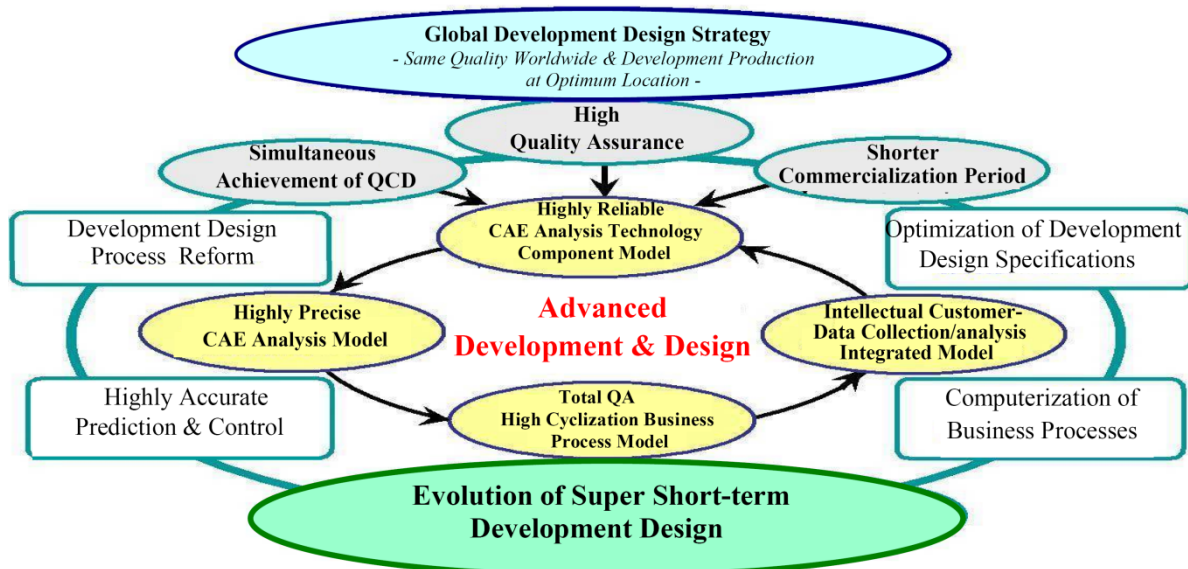 Global Development Design Strategy
- Same Quality Worldwide & Development Production
at Optimum Location -
High
Quality Assurance
Simultaneous
Achievement of QCD
Shorter
Commercialization Period
Development Design
Process Reform
Highly Reliable
CAE Analysis Technology
Component Model
Optimization of Development
Design Specifications
Highly Precise
CAE Analysis Model
Advanced
Development & Design
Intellectual Customer-
Data Collection/analysis
Integrated Model
Highly Accurate
Prediction & Control
Total QA
High Cyclization Business
Process Model
Computerization of
Business Processes
Evolution of Super Short-term
Development Design